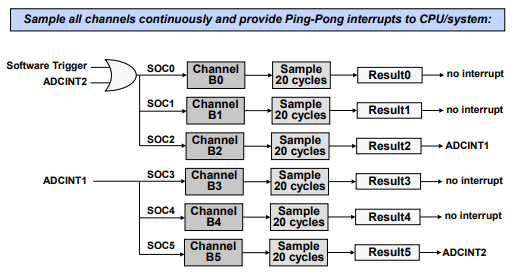 Sample all channels continuously and provide Ping-Pong interrupts to CPU/system:
Software Trigger
ADCINT2
SOC0
Channel
B0
Sample
20 cycles
Result0
no interrupt
SOC1
Channel
B1
Sample
20 cycles
Result1
no interrupt
SOC2
Channel
B2
Sample
20 cycles
Result2
ADCINT1
ADCINT1
SOC3
Channel
B3
Sample
20 cycles
Result3
no interrupt
SOC4
Channel
B4
Sample
20 cycles
Result4
no interrupt
SOC5
Channel
B5
Sample
20 cycles
Result5
ADCINT2